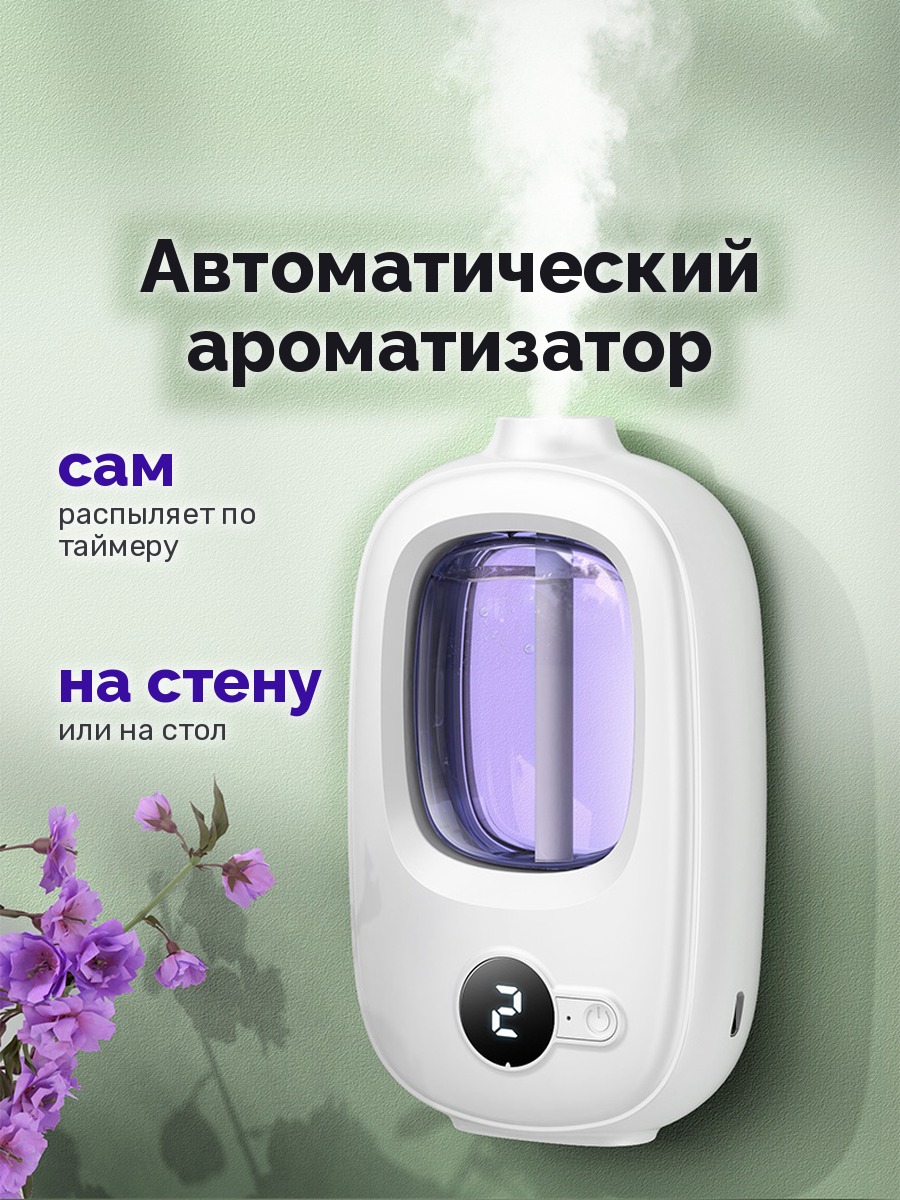 Автоматический
ароматизатор
сам
распыляет по
таймеру
на стену
или на стол
2